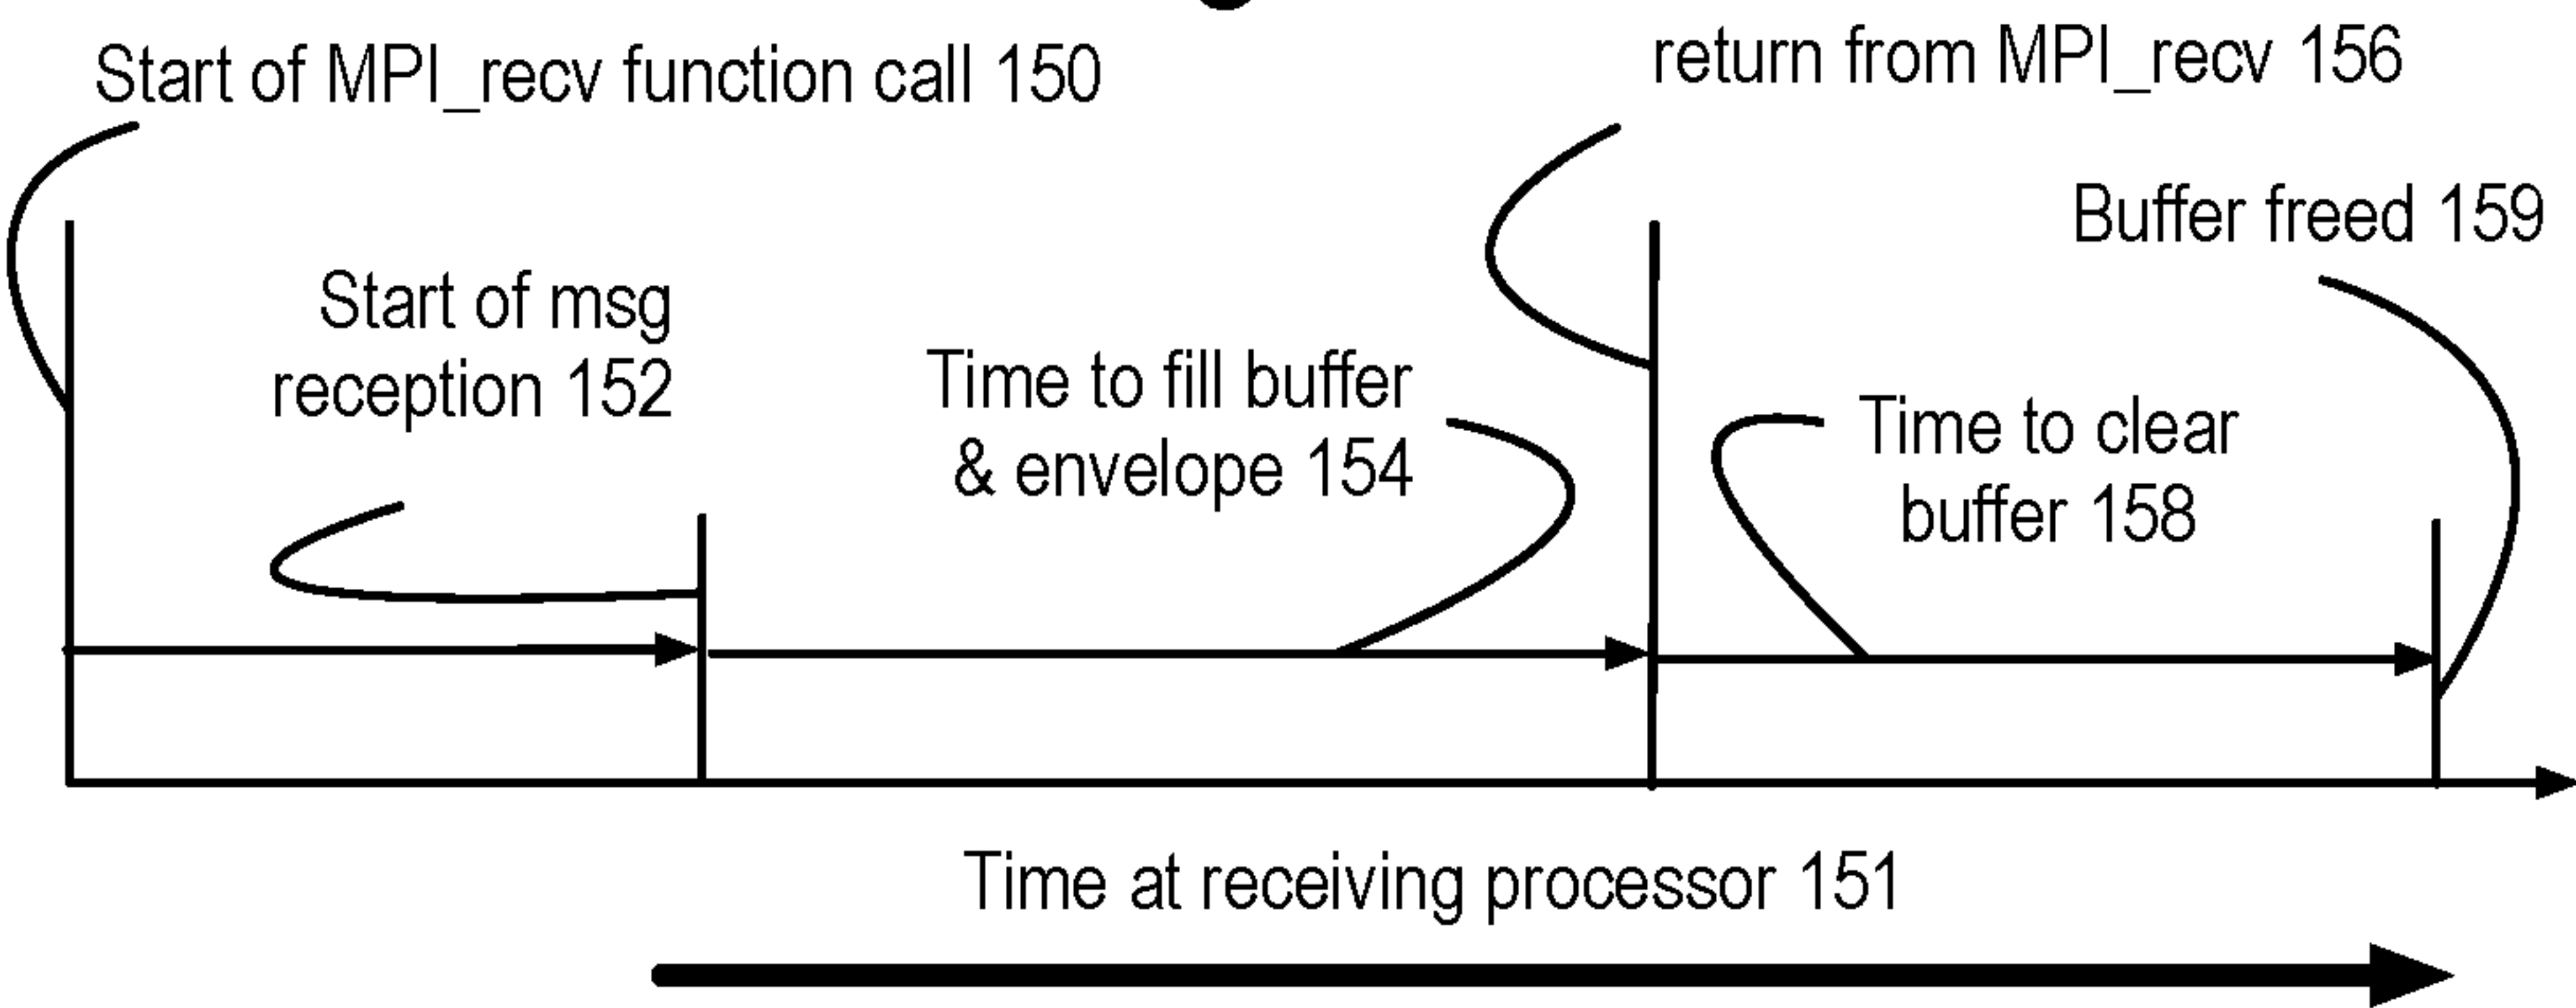 Start of MPI_recv function call 150
return from MPI_recv 156
Buffer freed 159
Start of msg
reception 152
Time to fill buffer
& envelope 154
Time to clear
buffer 158
Time at receiving processor 151